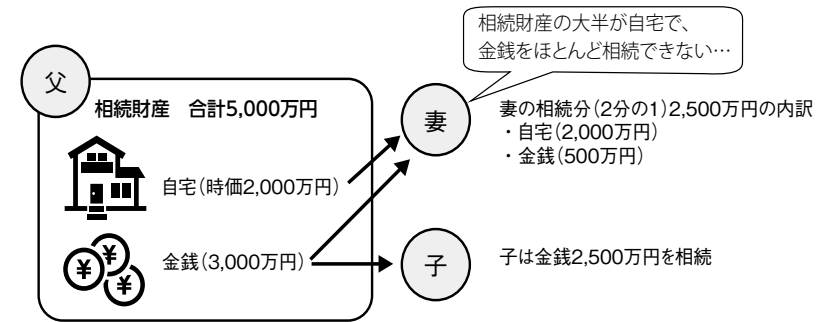 相続財産の大半が自宅で、
金銭をほとんど相続できない…
父
相続財産　合計5,000万円
妻
妻の相続分（2分の1）2,500万円の内訳
・自宅（2,000万円）
・金銭（500万円）
自宅（時価2,000万円）
¥
¥
¥
金銭（3,000万円）
子
子は金銭2,500万円を相続